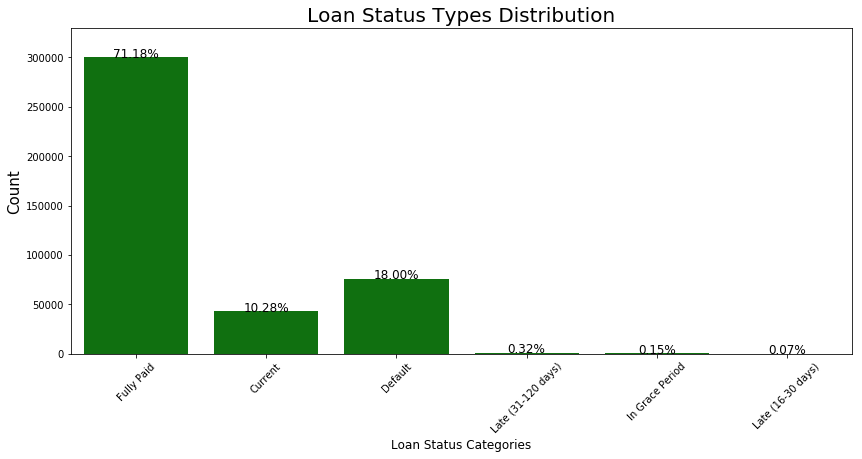 Loan Status Types Distribution
Count
300000
250000
200000
150000
100000
50000
0
71.18%
10.28%
18.00%
0.32%
0.15%
0.07%
Fully Paid
Current
Default
Late (31-120 days)
In Grace Period
Late (16-30 days)
Loan Status Categories